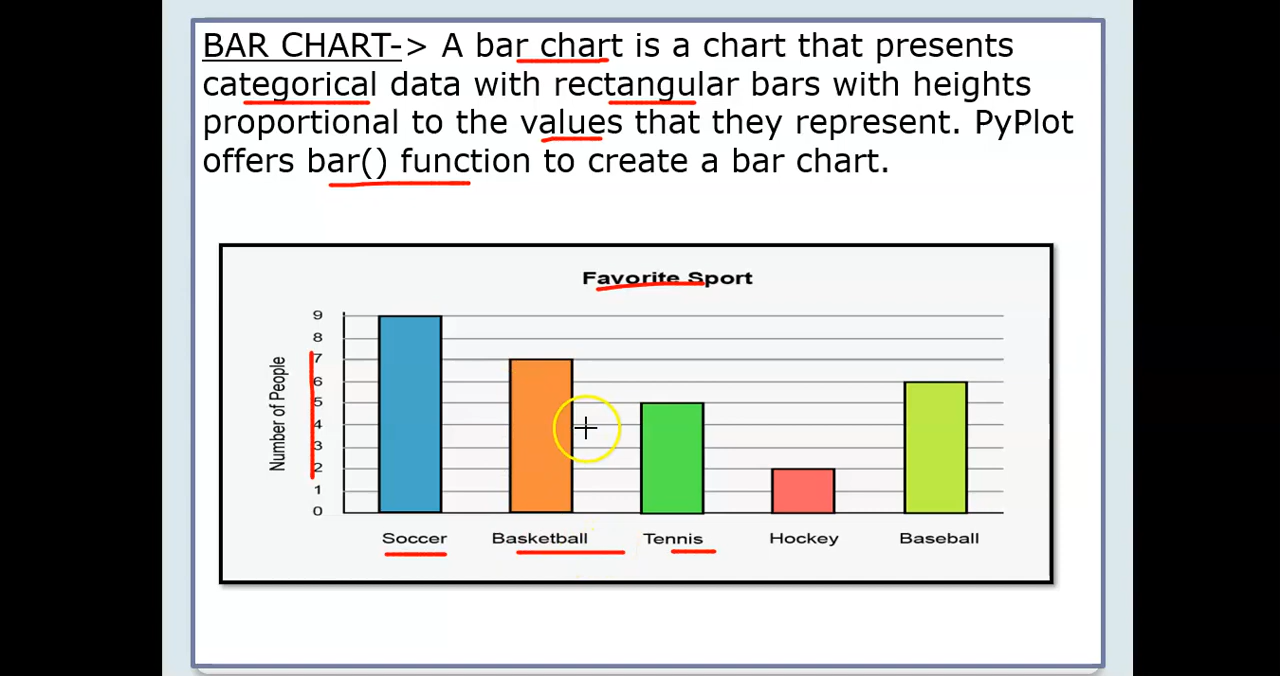 BAR CHART-> A bar chart is a chart that presents
categorical data with rectangular bars with heights
proportional to the values that they represent. PyPlot
offers bar() function to create a bar chart.
Favorite Sport
Number of People
9
8
7
6
5
4
3
2
1
0
Soccer Basketball Tennis Hockey Baseball